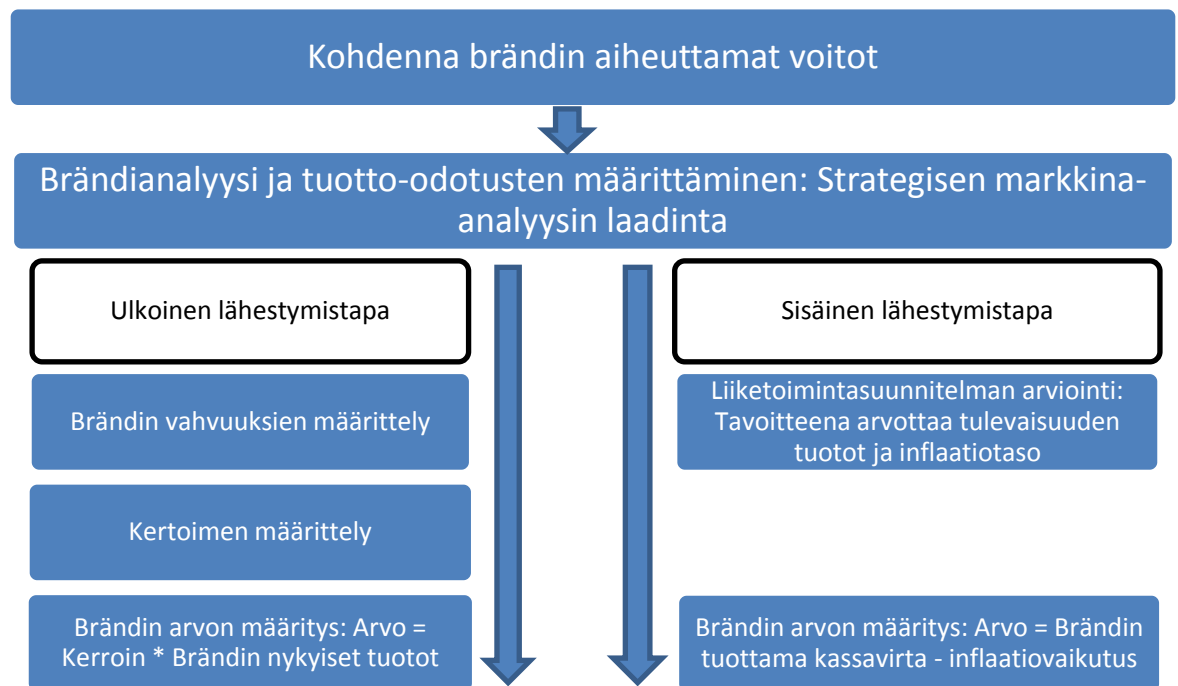 Kohdenna brändin aiheuttamat voitot
Brändianalyysi ja tuotto-odotusten määrittäminen: Strategisen markkina-
analyysin laadinta
Ulkoinen lähestymistapa
Brändin vahvuuksien määrittely
Kertoimen määrittely
Brändin arvon määritys: Arvo =
Kerroin * Brändin nykyiset tuotot
Sisäinen lähestymistapa
Liiketoimintasuunnitelman arviointi:
Tavoitteena arvottaa tulevaisuuden
tuotot ja inflaatiotaso
Brändin arvon määritys: Arvo = Brändin
tuottama kassavirta - inflaatiovaikutus